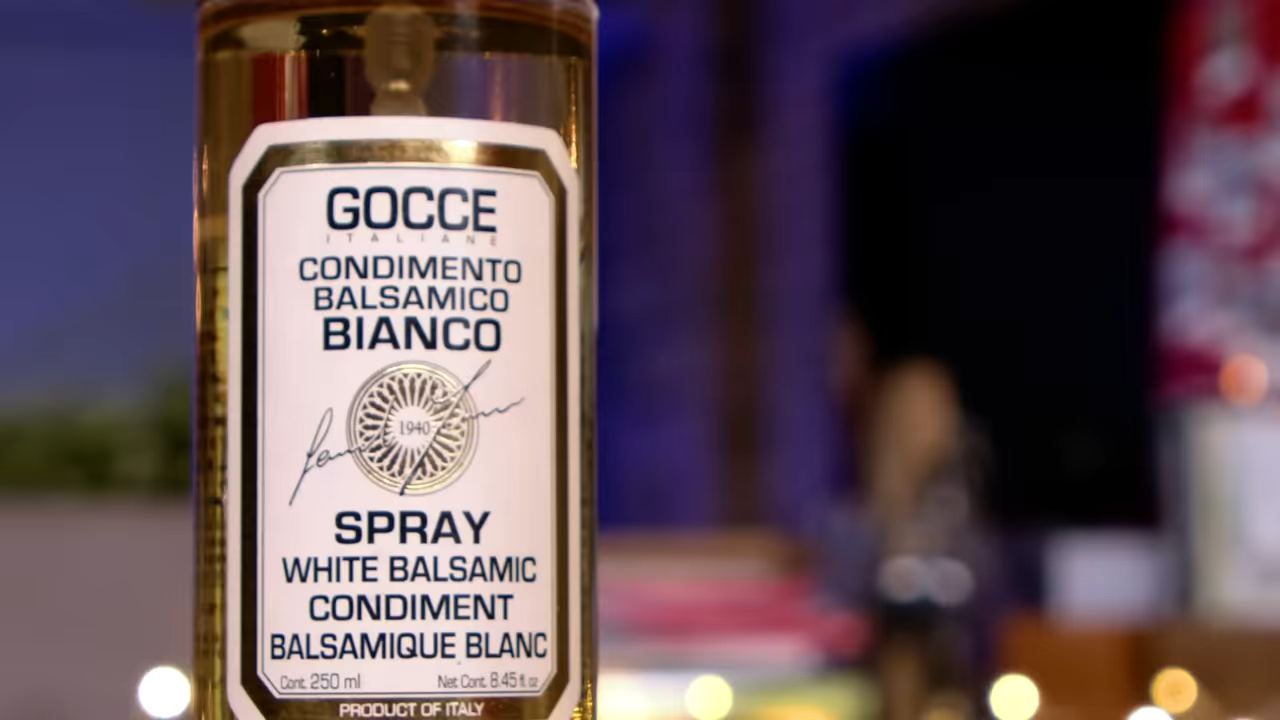 GOCCE
ITALIANE
CONDIMENTO
BALSAMICO
BIANCO
1940
SPRAY
WHITE BALSAMIC
CONDIMENT
BALSAMIQUE BLANC
Cont. 250 ml Net Cont. 8.45 fl oz
PRODUCT OF ITALY